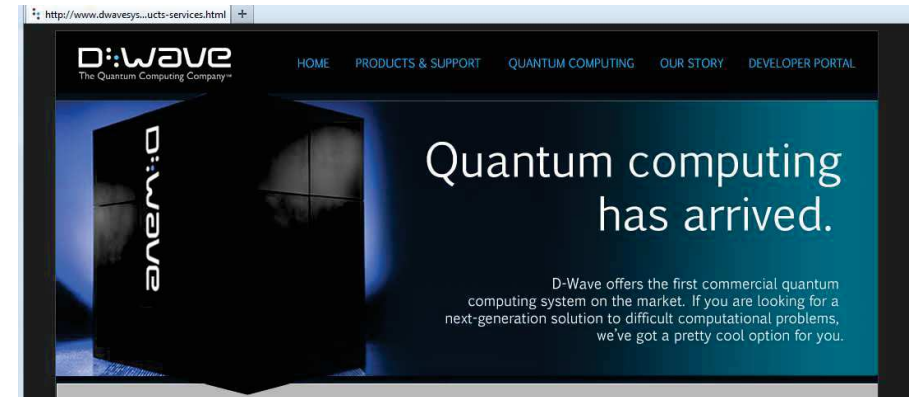 http://www.dwavesys...ucts-services.html +
D:wave
The Quantum Computing Company™
HOME PRODUCTS & SUPPORT QUANTUM COMPUTING OUR STORY DEVELOPER PORTAL
D:wave
Quantum computing
has arrived.
D-Wave offers the first commercial quantum
computing system on the market. If you are looking for a
next-generation solution to difficult computational problems,
we've got a pretty cool option for you.